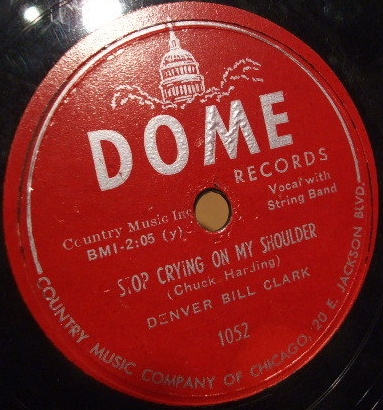 DOME
RECORDS
Vocal with
String Band
Country Music Inc
BMI-2:05 (y)
STOP CRYING ON MY SHOULDER
(Chuck Harding)
DENVER BILL CLARK
1052
COUNTRY MUSIC COMPANY OF CHICAGO, 20 E. JACKSON BLVD.